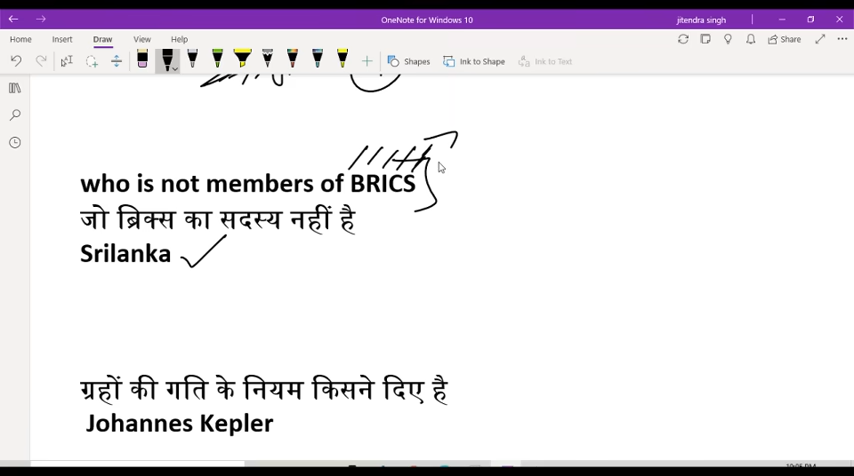 OneNote for Windows 10
jitendra singh
Home Insert Draw View Help
Share
Shapes Ink to Shape Ink to Text
who is not members of BRICS
जो ब्रिक्स का सदस्य नहीं है
Srilanka
ग्रहों की गति के नियम किसने दिए है
Johannes Kepler